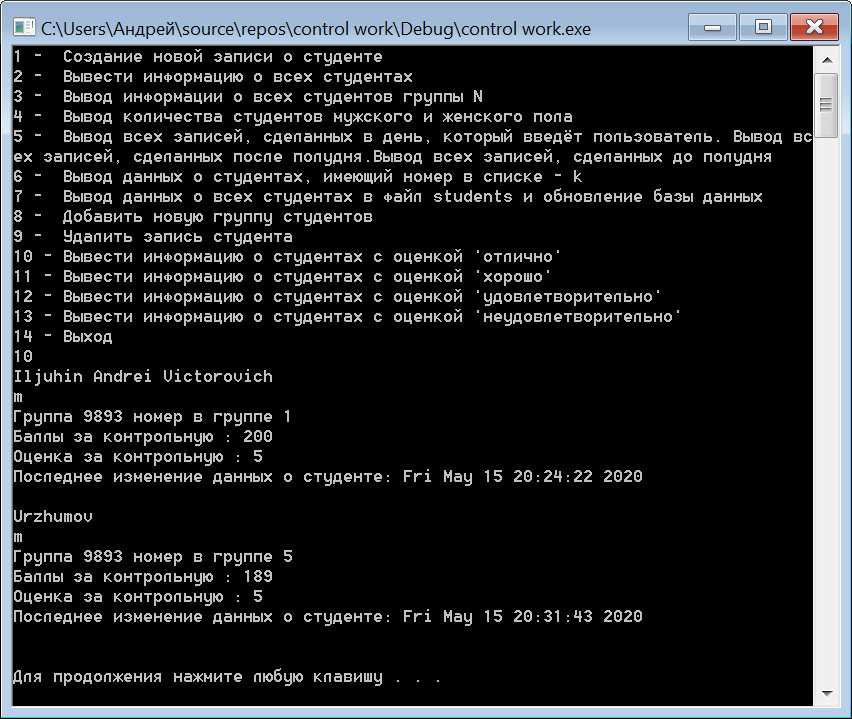 C:\Users\Андрей\source\repos\control work\Debug\control work.exe
1 -  Создание новой записи о студенте
2 -  Вывести информацию о всех студентах
3 -  Вывод информации о всех студентов группы N
4 -  Вывод количества студентов мужского и женского пола
5 -  Вывод всех записей, сделанных в день, который введёт пользователь. Вывод вс
ех записей, сделанных после полудня.Вывод всех записей, сделанных до полудня
6 -  Вывод данных о студентах, имеющий номер в списке - k
7 -  Вывод данных о всех студентах в файл students и обновление базы данных
8 -  Добавить новую группу студентов
9 -  Удалить запись студента
10 - Вывести информацию о студентах с оценкой 'отлично'
11 - Вывести информацию о студентах с оценкой 'хорошо'
12 - Вывести информацию о студентах с оценкой 'удовлетворительно'
13 - Вывести информацию о студентах с оценкой 'неудовлетворительно'
14 - Выход
10
Iljuhin Andrei Victorovich
m
Группа 9893 номер в группе 1
Баллы за контрольную : 200
Оценка за контрольную : 5
Последнее изменение данных о студенте: Fri May 15 20:24:22 2020
Urzhumov
m
Группа 9893 номер в группе 5
Баллы за контрольную : 189
Оценка за контрольную : 5
Последнее изменение данных о студенте: Fri May 15 20:31:43 2020
Для продолжения нажмите любую клавишу . . .